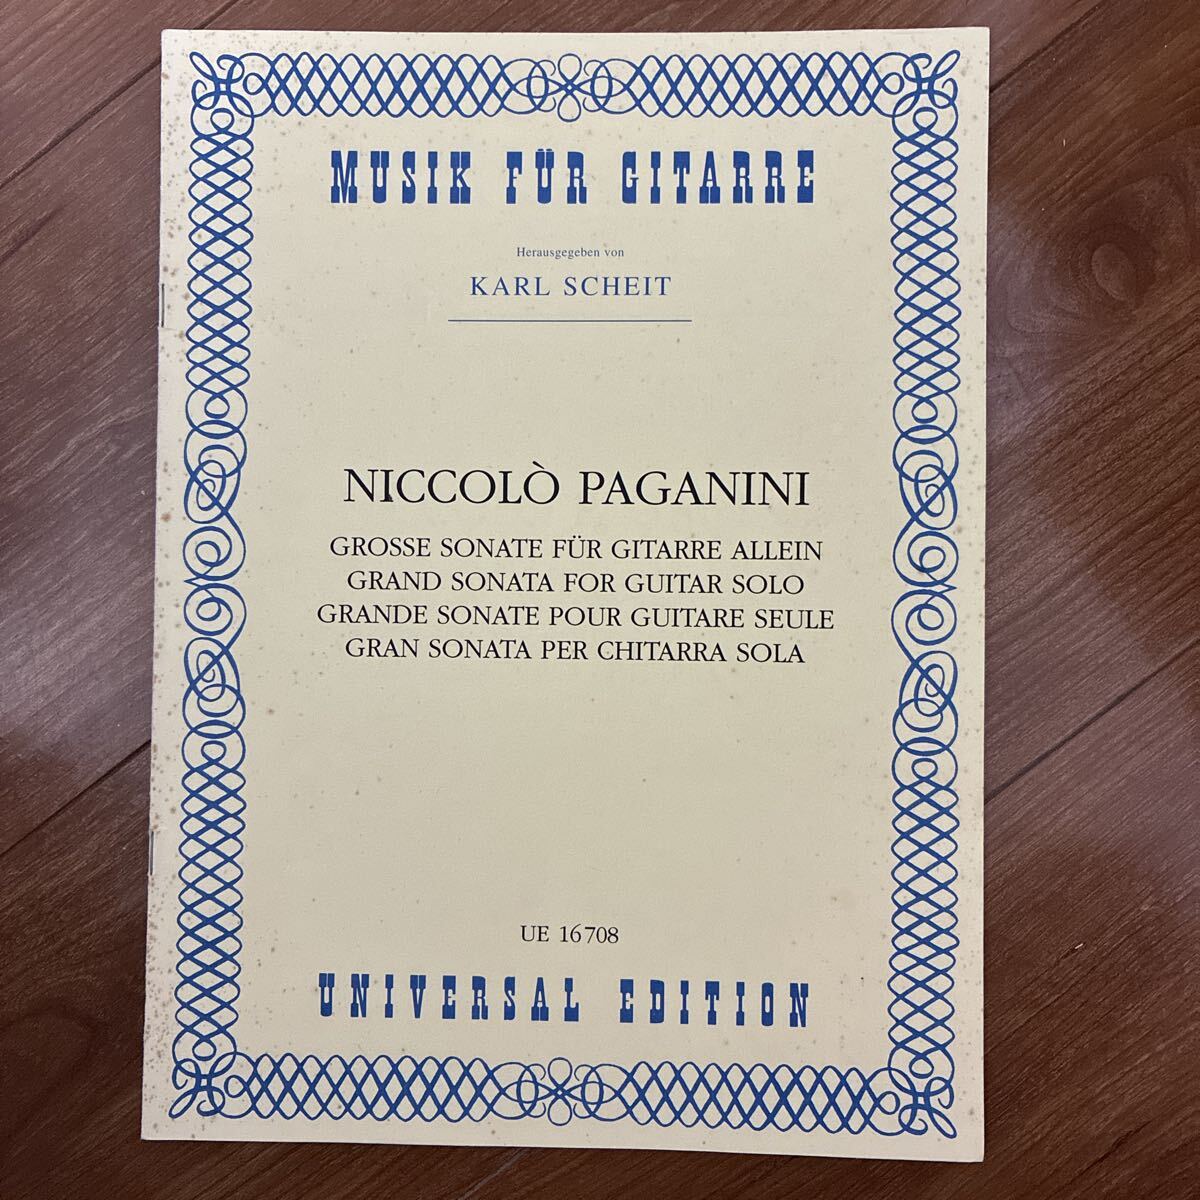 MUSIK FÜR GITARRE
Herausgegeben von
KARL SCHEIT
NICCOLÒ PAGANINI
GROSSE SONATE FÜR GITARRE ALLEIN
GRAND SONATA FOR GUITAR SOLO
GRANDE SONATE POUR GUITARE SEULE
GRAN SONATA PER CHITARRA SOLA
UE 16708
UNIVERSAL EDITION